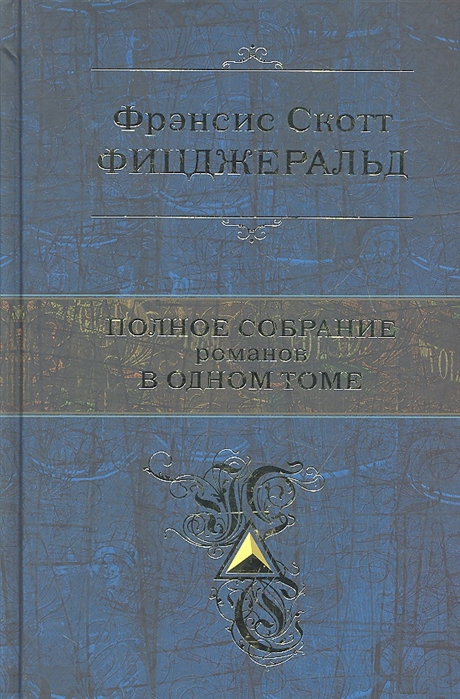 Фрэнсис Скотт
ФИЦДЖЕРАЛЬД
ПОЛНОЕ СОБРАНИЕ
романов
В ОДНОМ ТОМЕ